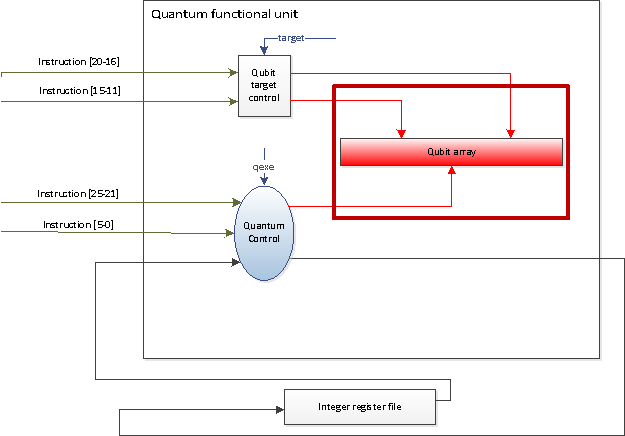 Quantum functional unit
target
Instruction [20-16]
Qubit
target
control
Instruction [15-11]
Qubit array
qexe
Instruction [25-21]
Instruction [5-0]
Quantum
Control
Integer register file